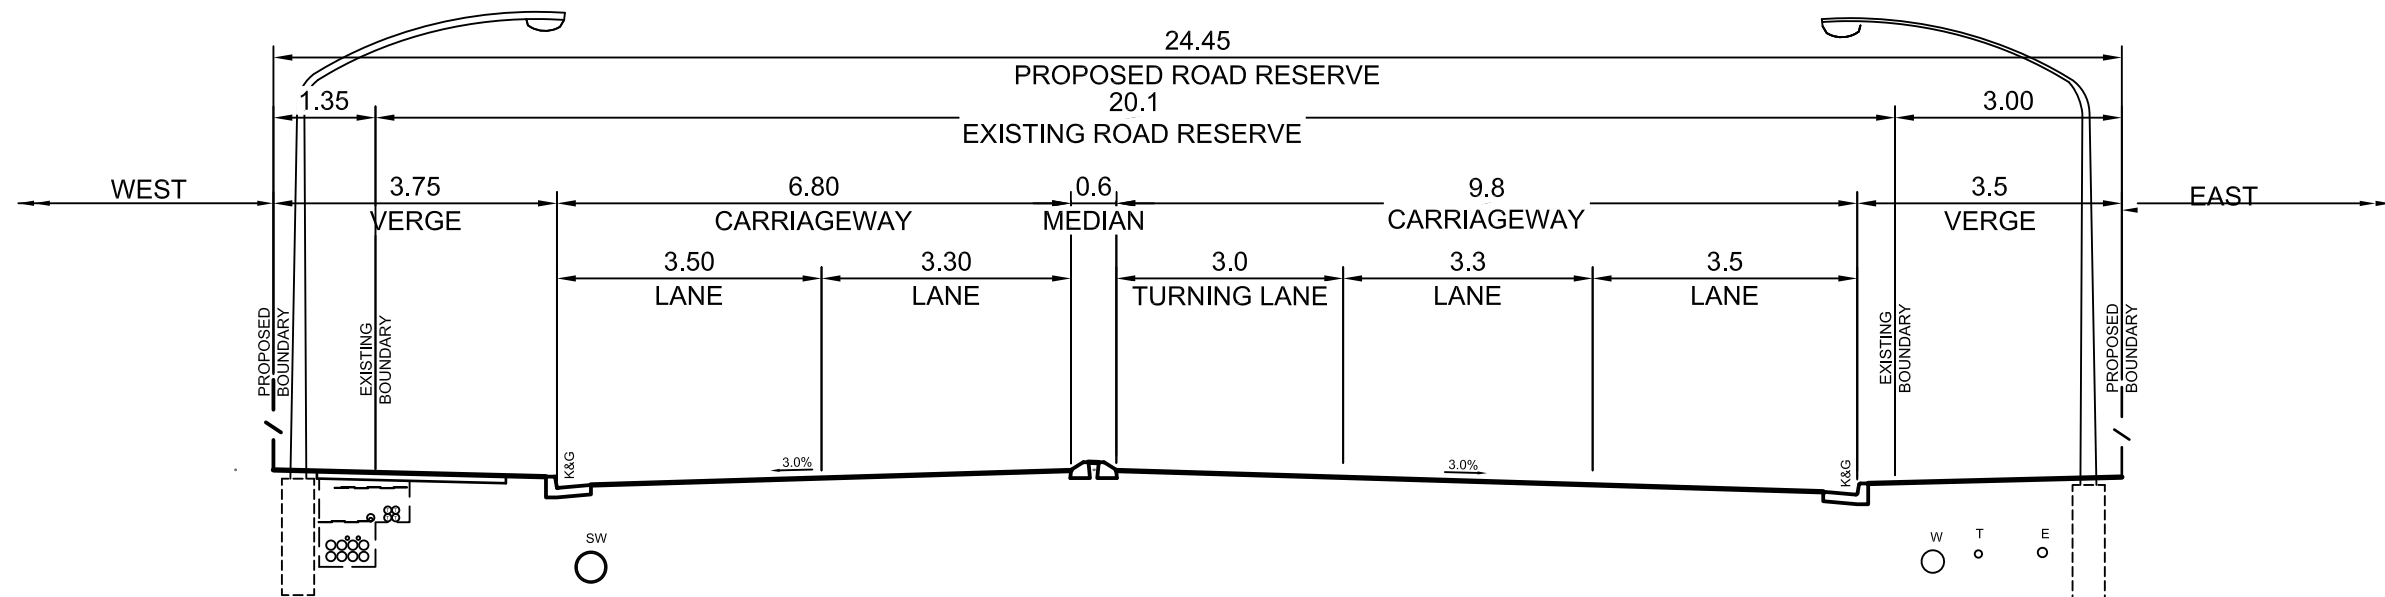 24.45
PROPOSED ROAD RESERVE
1.35
20.1
3.00
EXISTING ROAD RESERVE
WEST
3.75
6.80
0.6
9.8
3.5
EAST
VERGE
CARRIAGEWAY
MEDIAN
CARRIAGEWAY
VERGE
3.50
3.30
3.0
3.3
3.5
LANE
LANE
TURNING LANE
LANE
LANE
PROPOSED
BOUNDARY
EXISTING
BOUNDARY
EXISTING
BOUNDARY
PROPOSED
BOUNDARY
K&G
3.0%
3.0%
K&G
SW
W
T
E